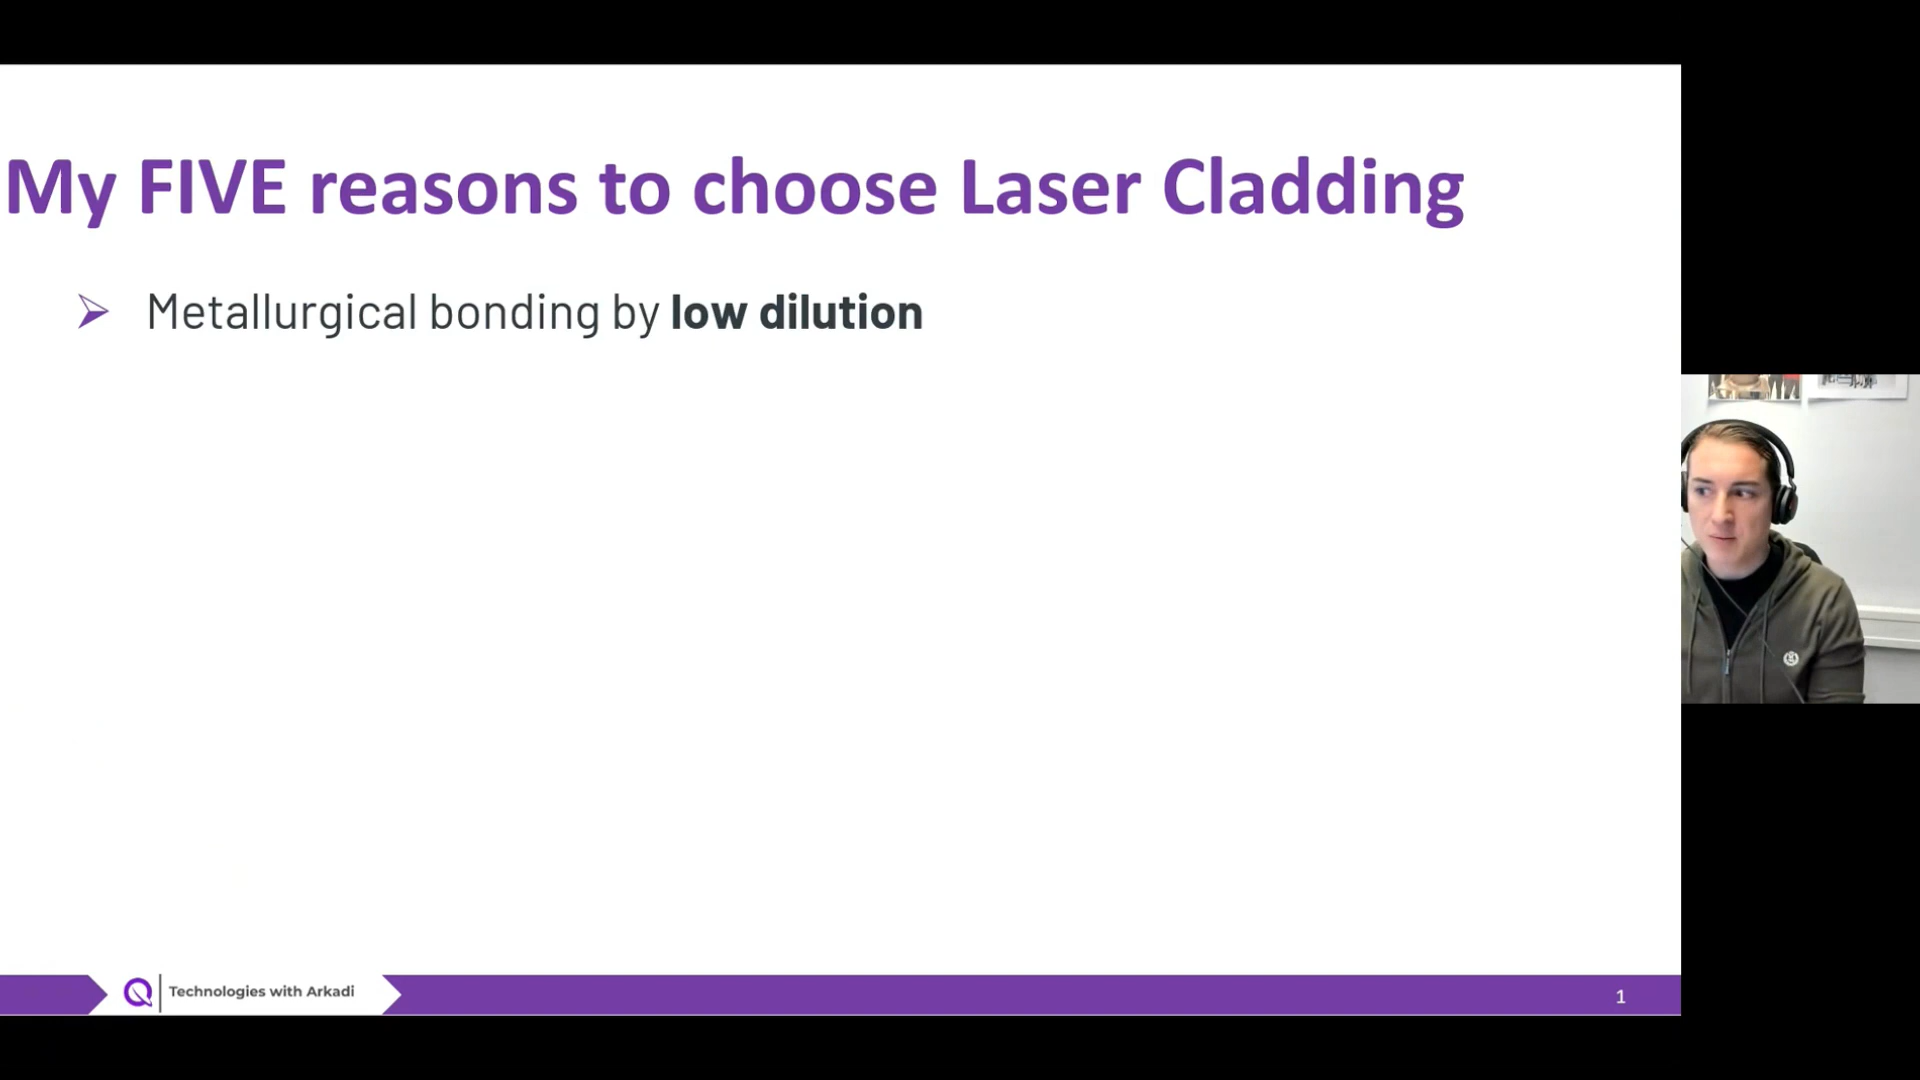 My FIVE reasons to choose Laser Cladding
Metallurgical bonding by low dilution
Technologies with Arkadi
1